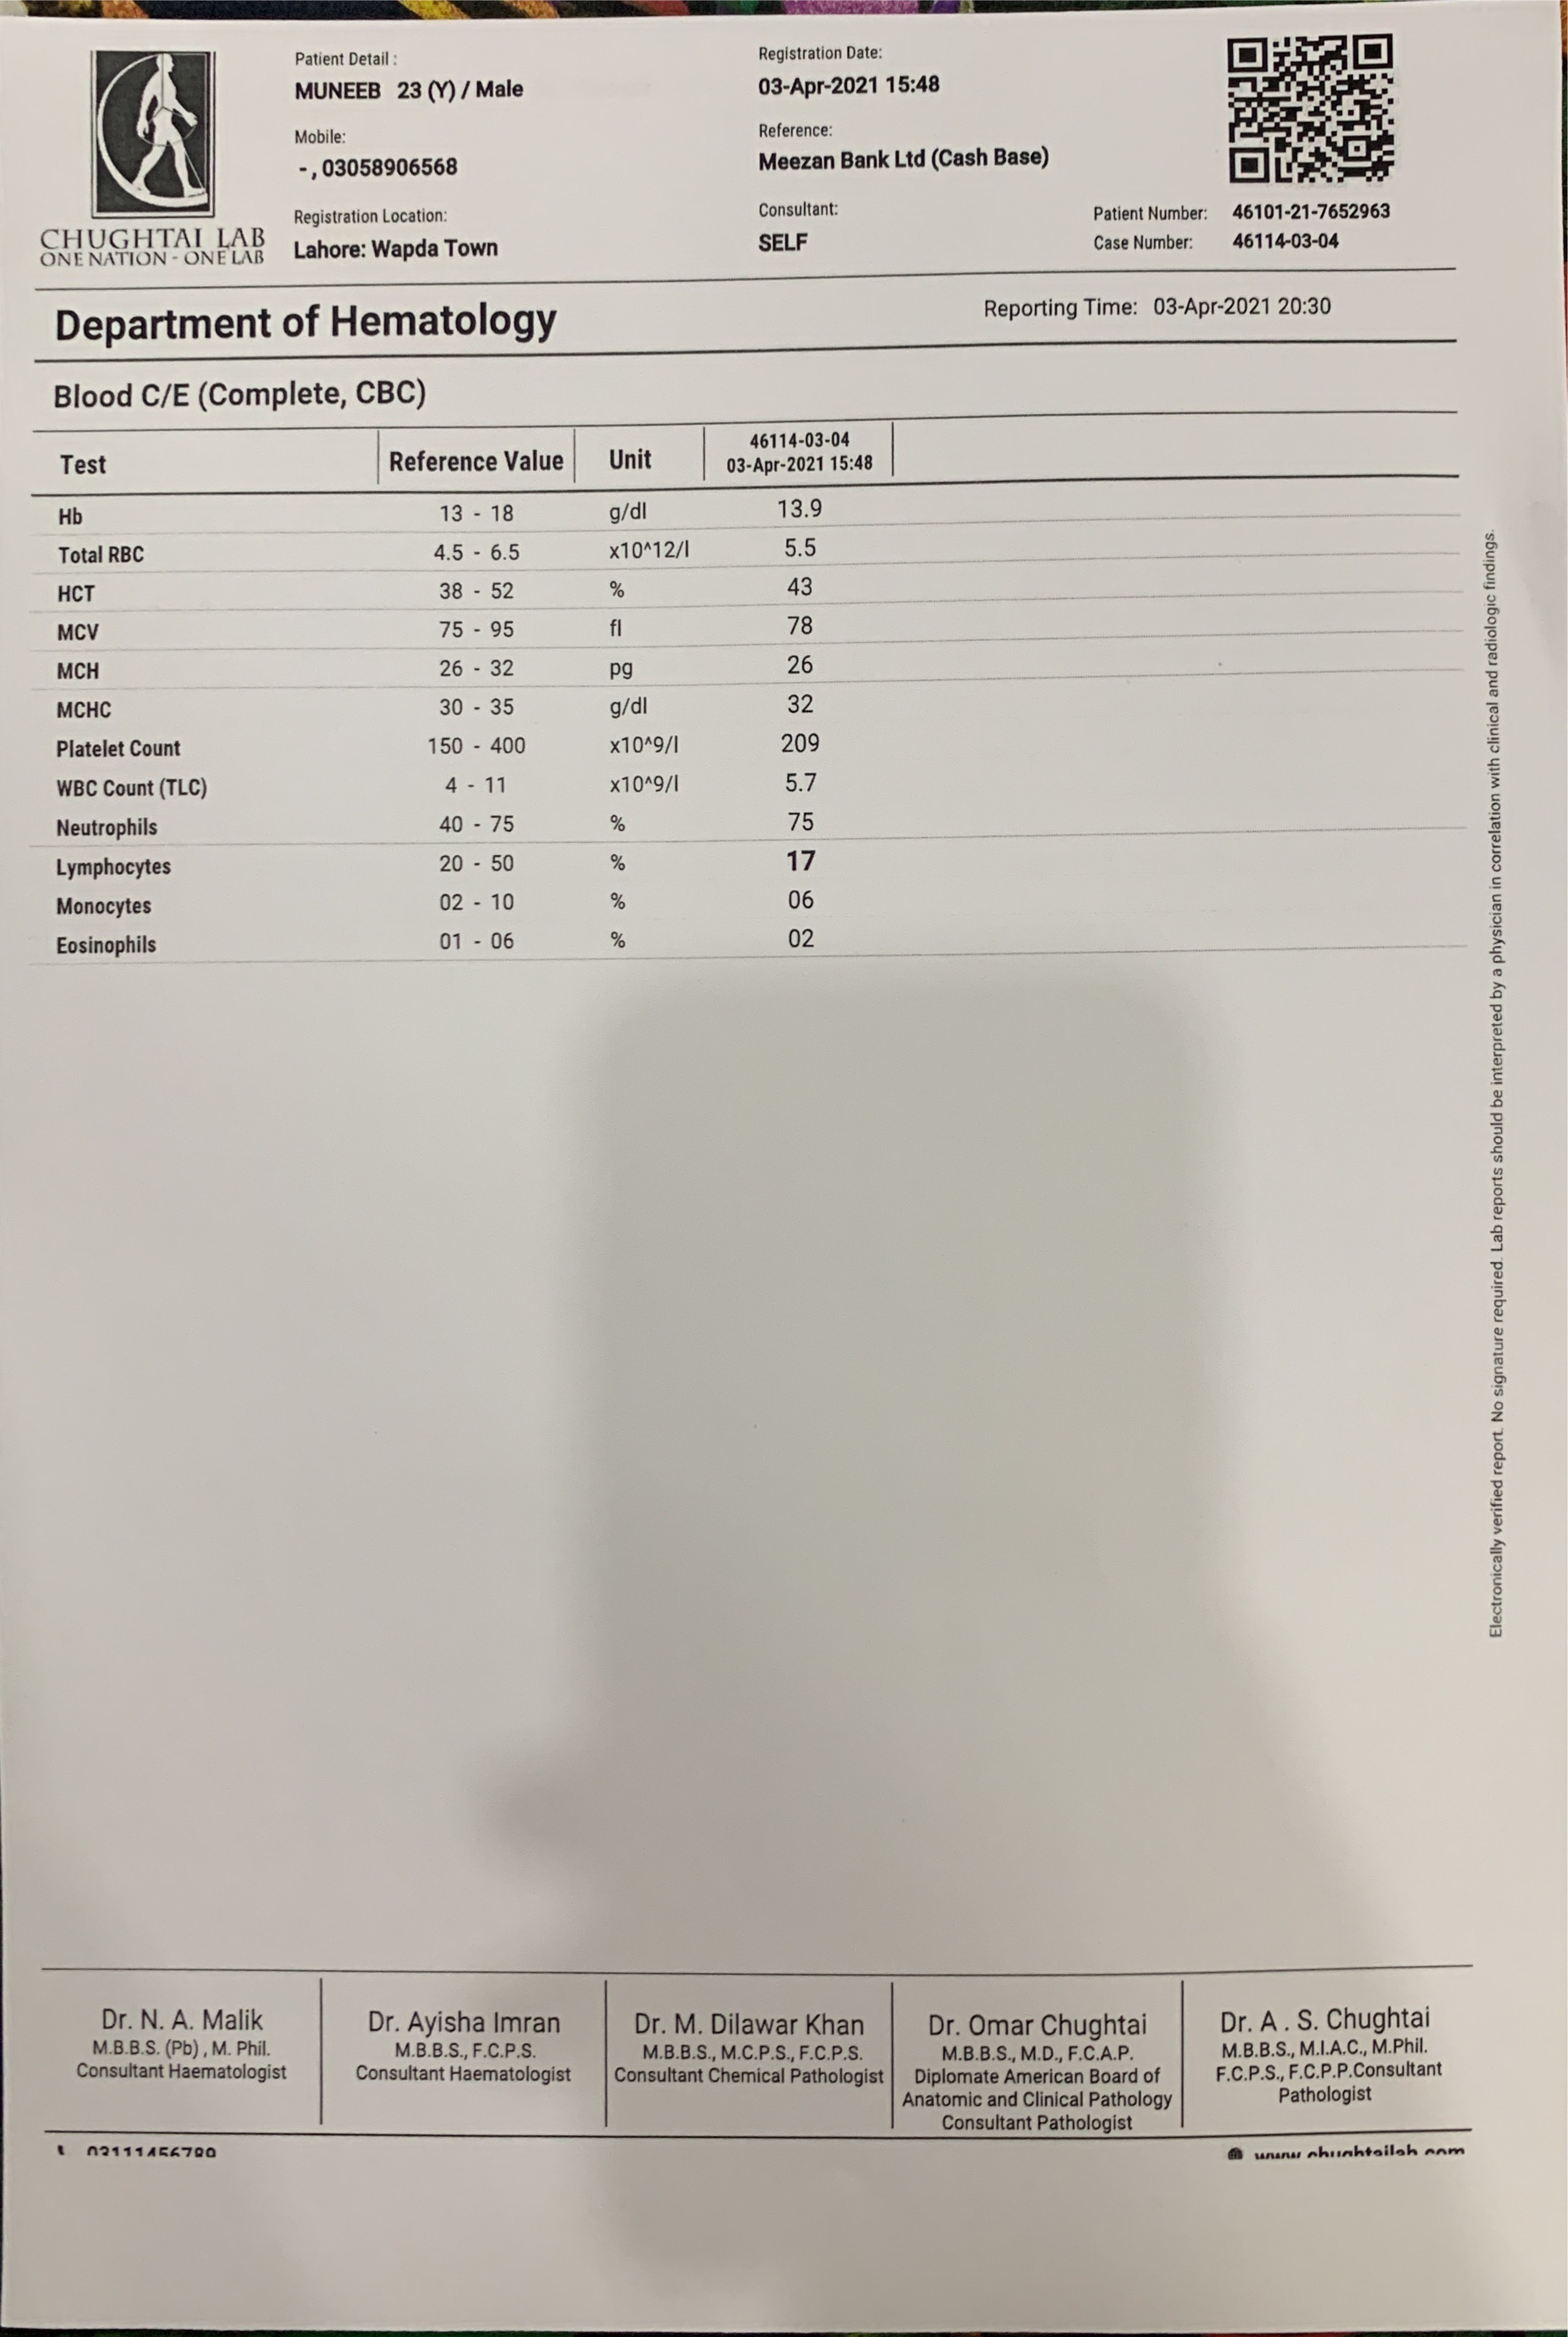 CHUGHTAI LAB
ONE NATION - ONE LAB
Patient Detail :
MUNEEB 23 (Y) / Male
Mobile:
- , 03058906568
Registration Location:
Lahore: Wapda Town
Registration Date:
03-Apr-2021 15:48
Reference:
Meezan Bank Ltd (Cash Base)
Consultant:
SELF
Patient Number: 46101-21-7652963
Case Number: 46114-03-04
Department of Hematology
Reporting Time: 03-Apr-2021 20:30
Blood C/E (Complete, CBC)
Test Reference Value Unit 46114-03-04
03-Apr-2021 15:48
Hb 13 - 18 g/dl 13.9
Total RBC 4.5 - 6.5 x10^12/l 5.5
HCT 38 - 52 % 43
MCV 75 - 95 fl 78
MCH 26 - 32 pg 26
MCHC 30 - 35 g/dl 32
Platelet Count 150 - 400 x10^9/l 209
WBC Count (TLC) 4 - 11 x10^9/l 5.7
Neutrophils 40 - 75 % 75
Lymphocytes 20 - 50 % 17
Monocytes 02 - 10 % 06
Eosinophils 01 - 06 % 02
Electronically verified report. No signature required. Lab reports should be interpreted by a physician in correlation with clinical and radiologic findings.
Dr. N. A. Malik
M.B.B.S. (Pb) , M. Phil.
Consultant Haematologist
Dr. Ayisha Imran
M.B.B.S., F.C.P.S.
Consultant Haematologist
Dr. M. Dilawar Khan
M.B.B.S., M.C.P.S., F.C.P.S.
Consultant Chemical Pathologist
Dr. Omar Chughtai
M.B.B.S., M.D., F.C.A.P.
Diplomate American Board of
Anatomic and Clinical Pathology
Consultant Pathologist
Dr. A . S. Chughtai
M.B.B.S., M.I.A.C., M.Phil.
F.C.P.S., F.C.P.P.Consultant
Pathologist
03111456789
www.chughtailab.com